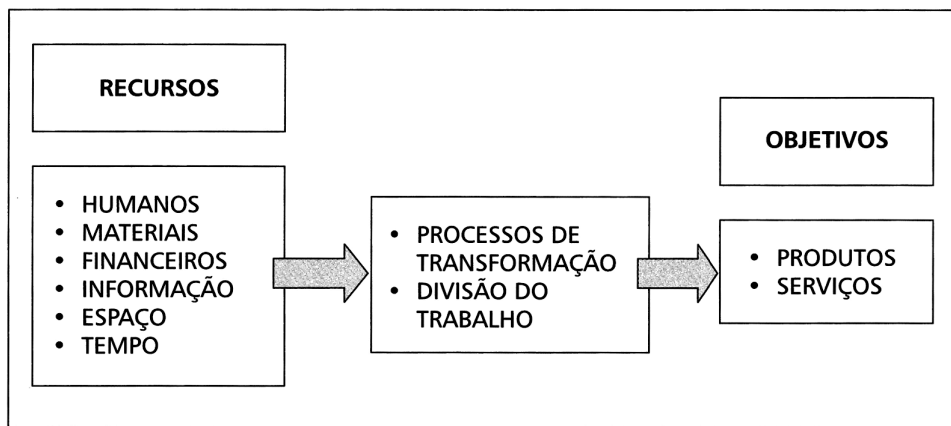 RECURSOS
• HUMANOS
• MATERIAIS
• FINANCEIROS
• INFORMAÇÃO
• ESPAÇO
• TEMPO
• PROCESSOS DE
TRANSFORMAÇÃO
• DIVISÃO DO
TRABALHO
OBJETIVOS
• PRODUTOS
• SERVIÇOS